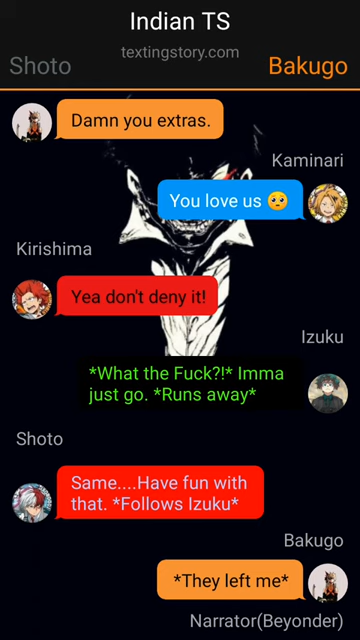 Indian TS
textingstory.com
Shoto
Bakugo
Damn you extras.
Kaminari
You love us 🥺
Kirishima
Yea don't deny it!
Izuku
*What the Fuck?!* Imma
just go. *Runs away*
Shoto
Same....Have fun with
that. *Follows Izuku*
Bakugo
*They left me*
Narrator(Beyonder)